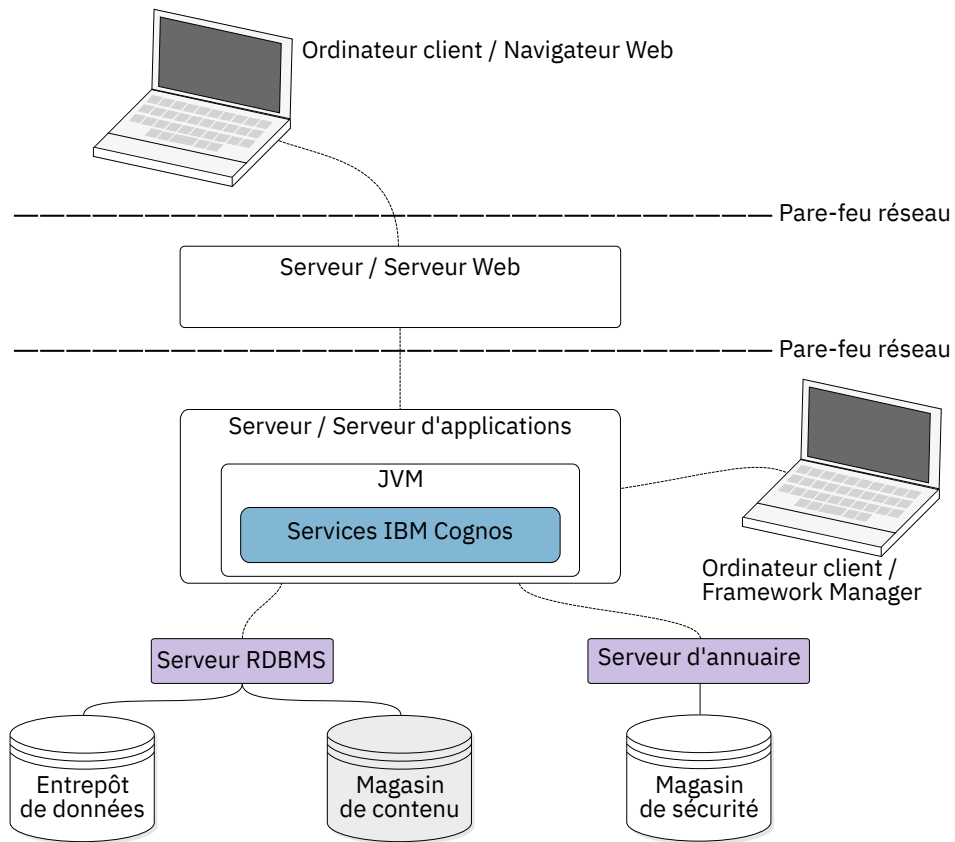 Ordinateur client / Navigateur Web
Pare-feu réseau
Serveur / Serveur Web
Pare-feu réseau
Serveur / Serveur d'applications
JVM
Services IBM Cognos
Ordinateur client /
Framework Manager
Serveur RDBMS
Serveur d'annuaire
Entrepôt
de données
Magasin
de contenu
Magasin
de sécurité